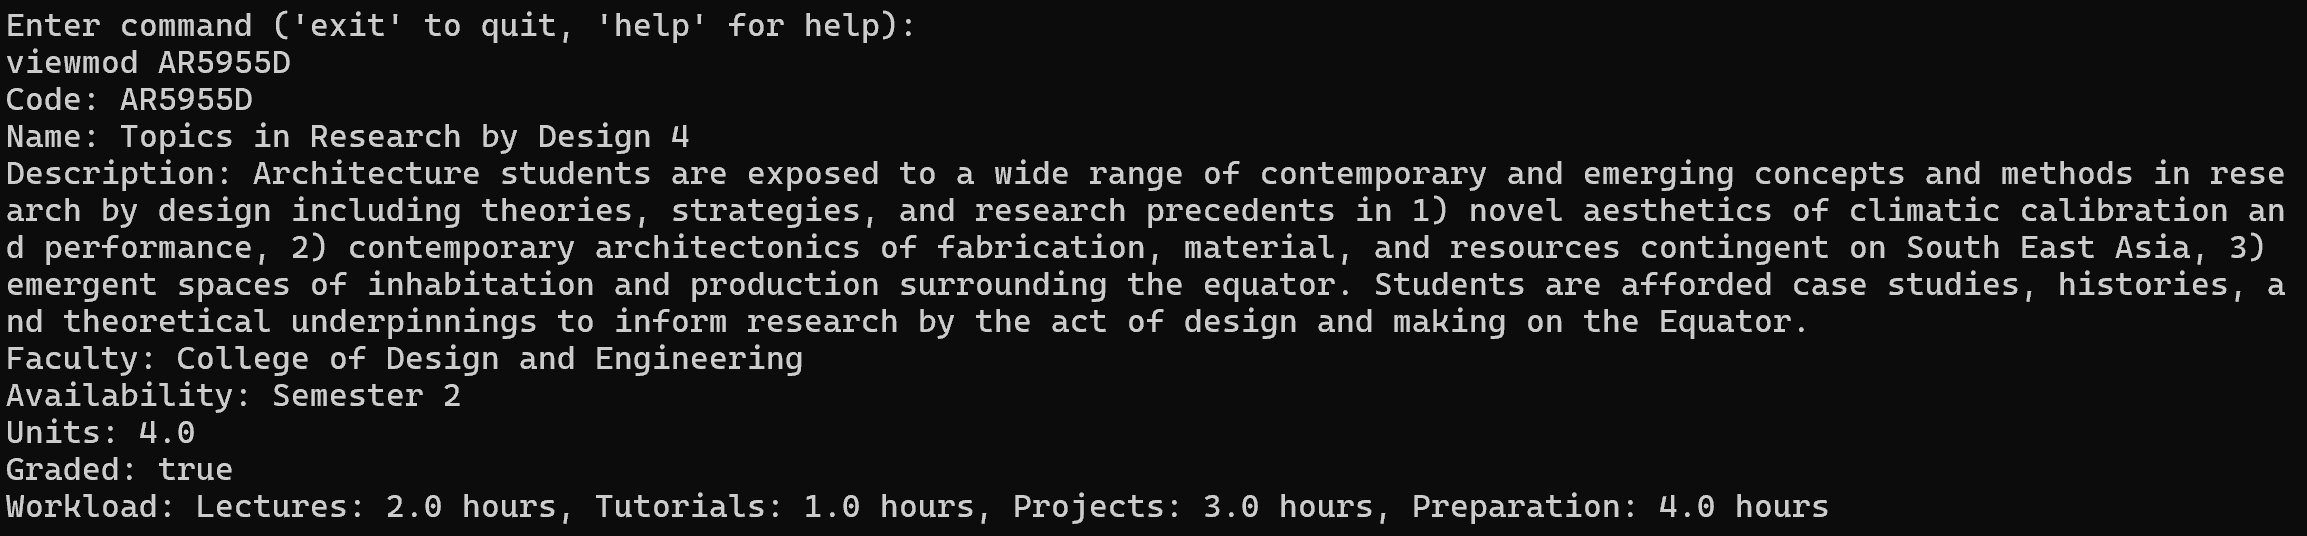 Enter command ('exit' to quit, 'help' for help):
viewmod AR5955D
Code: AR5955D
Name: Topics in Research by Design 4
Description: Architecture students are exposed to a wide range of contemporary and emerging concepts and methods in rese
arch by design including theories, strategies, and research precedents in 1) novel aesthetics of climatic calibration an
d performance, 2) contemporary architectonics of fabrication, material, and resources contingent on South East Asia, 3)
emergent spaces of inhabitation and production surrounding the equator. Students are afforded case studies, histories, a
nd theoretical underpinnings to inform research by the act of design and making on the Equator.
Faculty: College of Design and Engineering
Availability: Semester 2
Units: 4.0
Graded: true
Workload: Lectures: 2.0 hours, Tutorials: 1.0 hours, Projects: 3.0 hours, Preparation: 4.0 hours